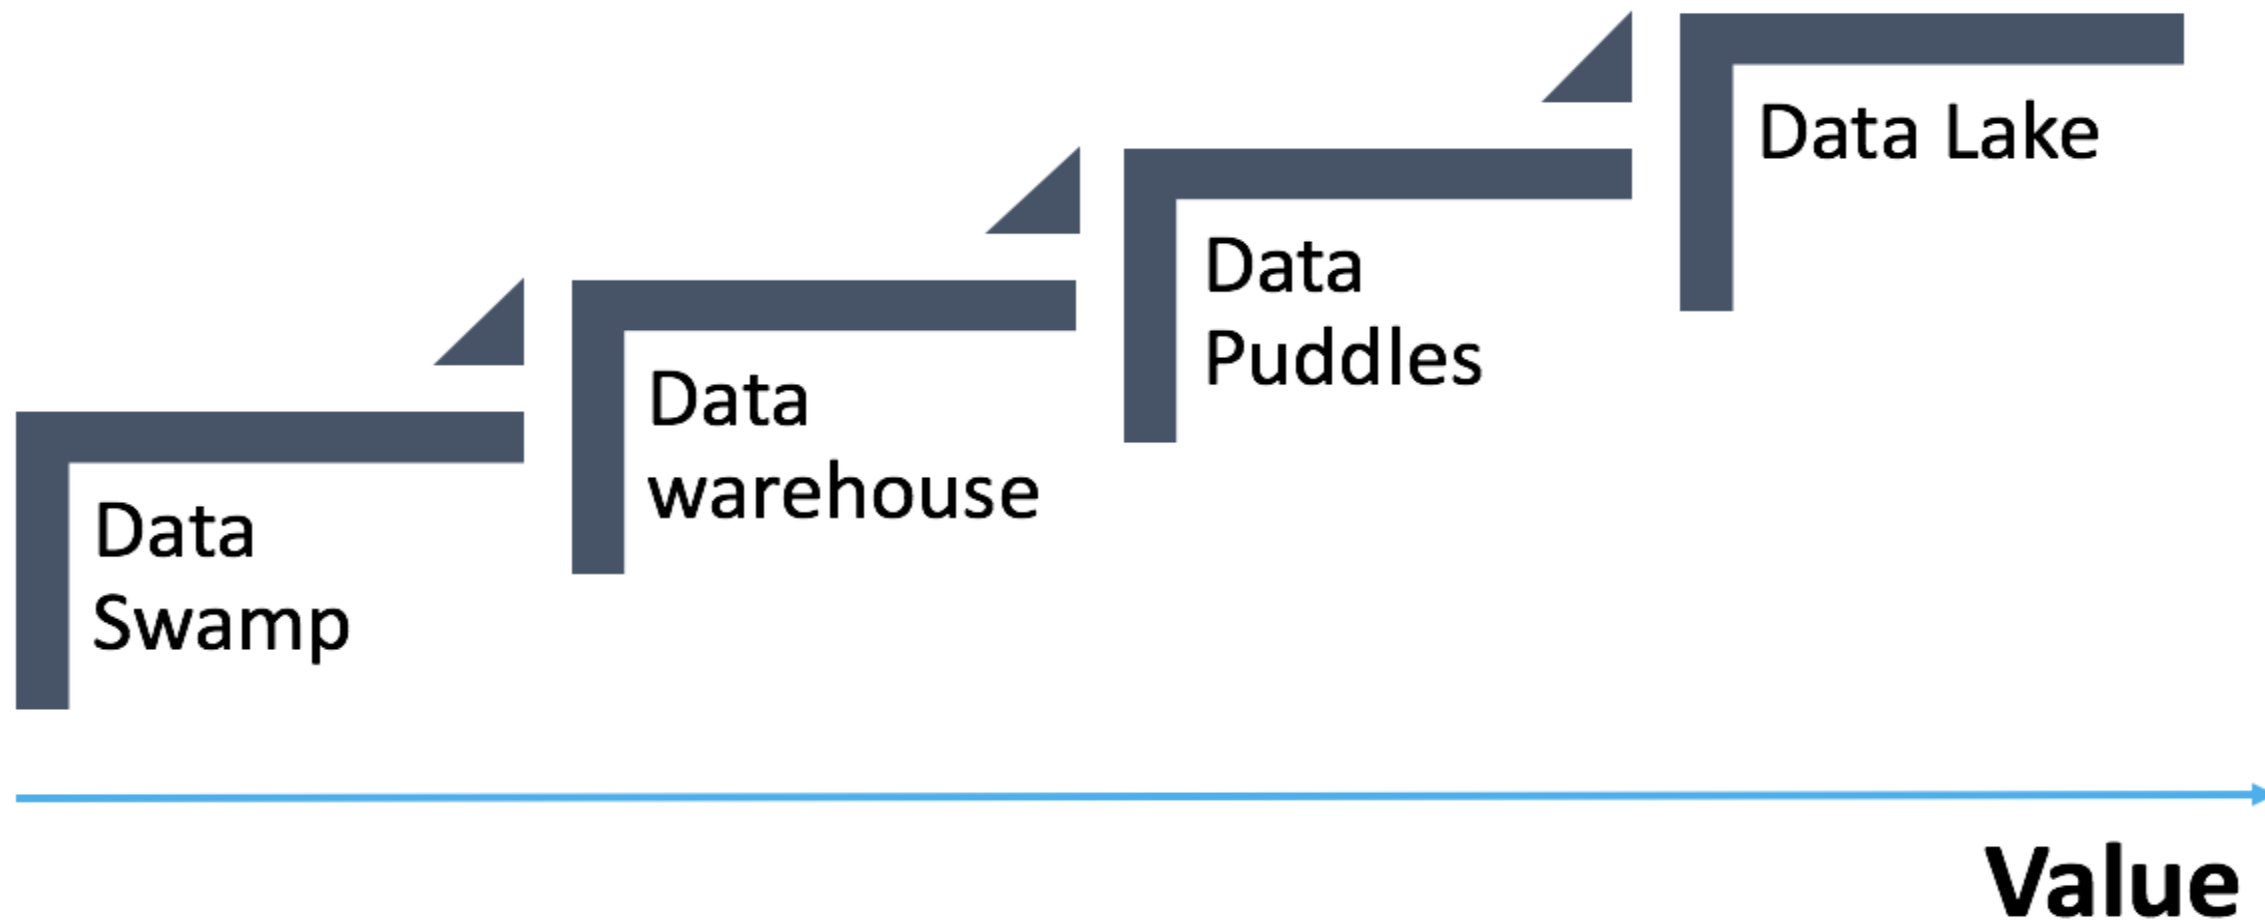 Data
Swamp
Data
warehouse
Data
Puddles
Data Lake
Value